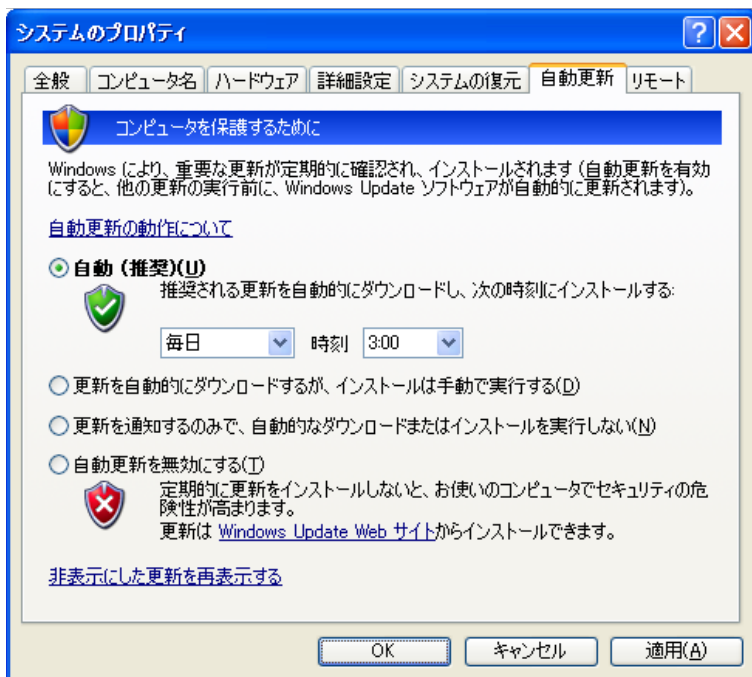 システムのプロパティ
全般
コンピュータ名
ハードウェア
詳細設定
システムの復元
自動更新
リモート
コンピュータを保護するために
Windows により、重要な更新が定期的に確認され、インストールされます (自動更新を有効
にすると、他の更新の実行前に、Windows Update ソフトウェアが自動的に更新されます)。
自動更新の動作について
自動 (推奨)(U)
推奨される更新を自動的にダウンロードし、次の時刻にインストールする:
毎日 時刻 3:00
更新を自動的にダウンロードするが、インストールは手動で実行する(D)
更新を通知するのみで、自動的なダウンロードまたはインストールを実行しない(N)
自動更新を無効にする(T)
定期的に更新をインストールしないと、お使いのコンピュータでセキュリティの危
険性が高まります。
更新は Windows Update Web サイトからインストールできます。
非表示にした更新を再表示する
OK
キャンセル
適用(A)